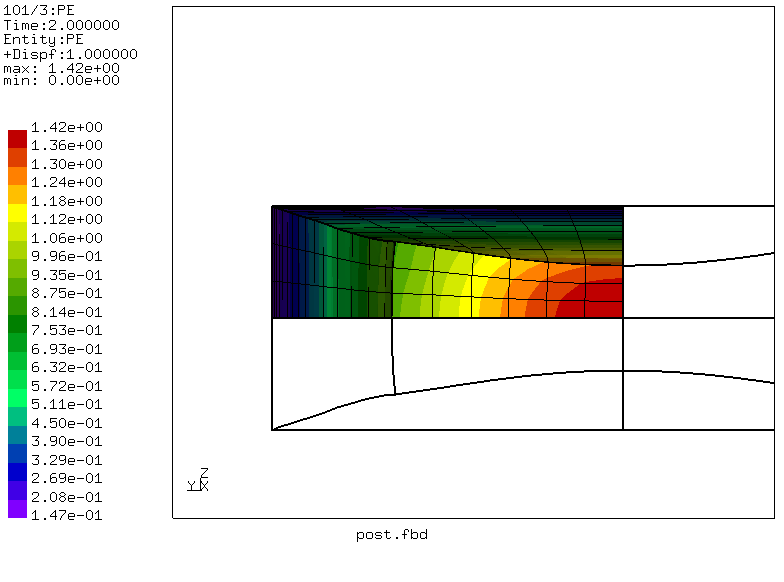 101/3:PE
Time:2.000000
Entity:PE
+Dispf:1.000000
max: 1.42e+00
min: 0.00e+00
1.42e+00
1.36e+00
1.30e+00
1.24e+00
1.18e+00
1.12e+00
1.06e+00
9.96e-01
9.35e-01
8.75e-01
8.14e-01
7.53e-01
6.93e-01
6.32e-01
5.72e-01
5.11e-01
4.50e-01
3.90e-01
3.29e-01
2.69e-01
2.08e-01
1.47e-01
Z
Y X
post.fbd